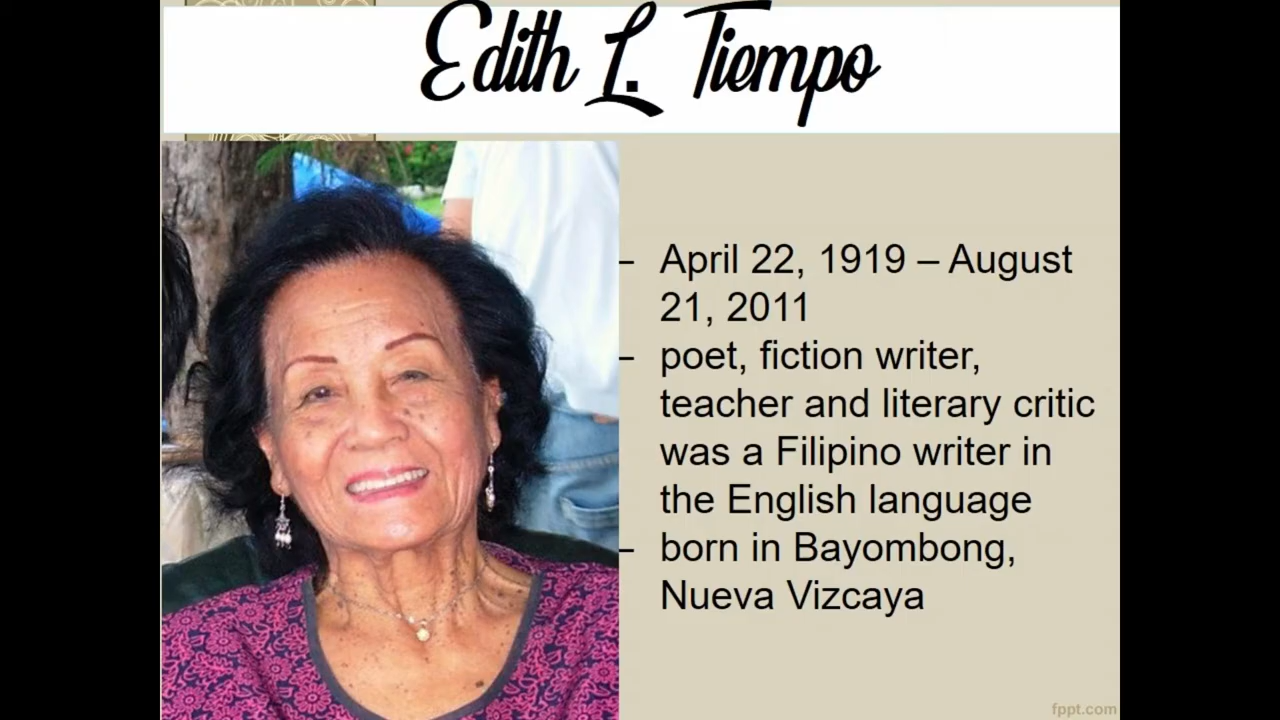 Edith L. Tiempo
– April 22, 1919 – August
21, 2011
– poet, fiction writer,
teacher and literary critic
was a Filipino writer in
the English language
– born in Bayombong,
Nueva Vizcaya
fppt.com